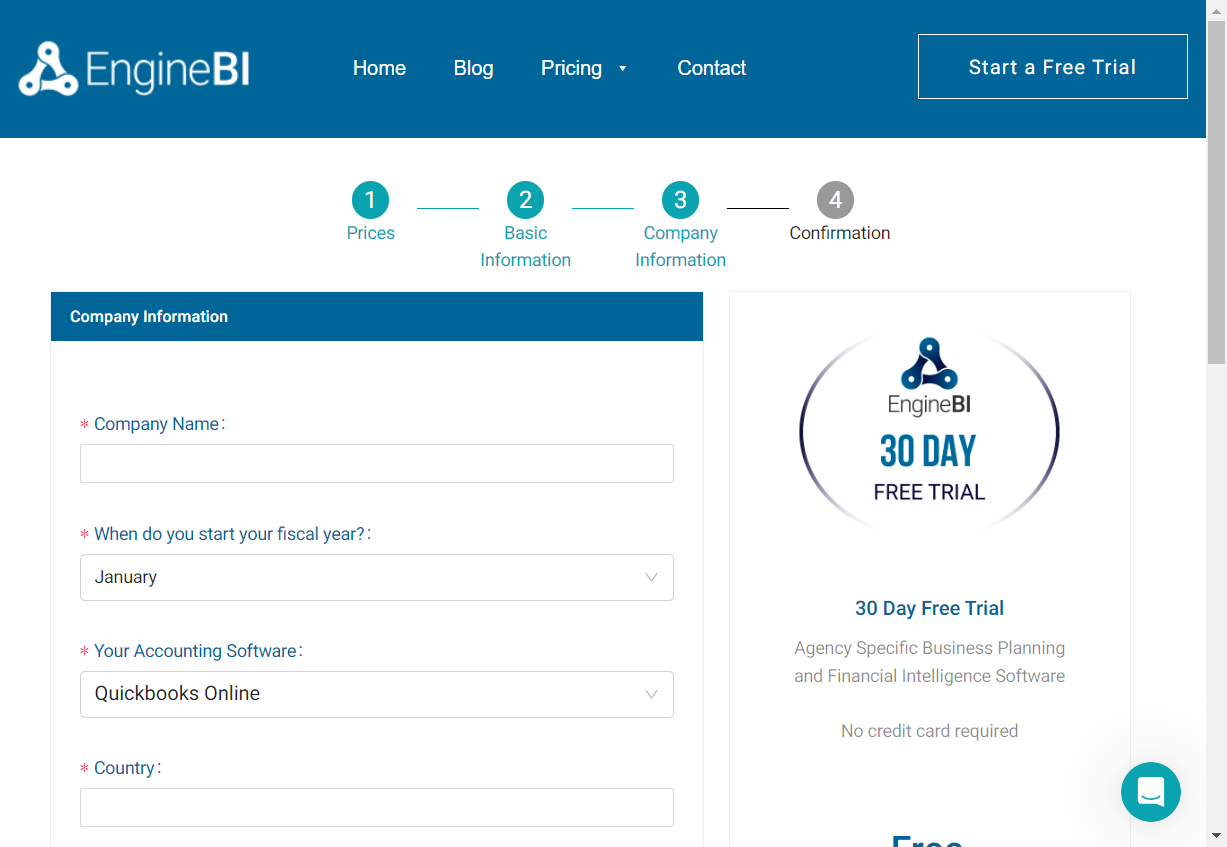 EngineBI
Home
Blog
Pricing
Contact
Start a Free Trial
1
Prices
2
Basic
Information
3
Company
Information
4
Confirmation
Company Information
* Company Name:
* When do you start your fiscal year?:
January
* Your Accounting Software:
Quickbooks Online
* Country:
EngineBI
30 DAY
FREE TRIAL
30 Day Free Trial
Agency Specific Business Planning
and Financial Intelligence Software
No credit card required
Free